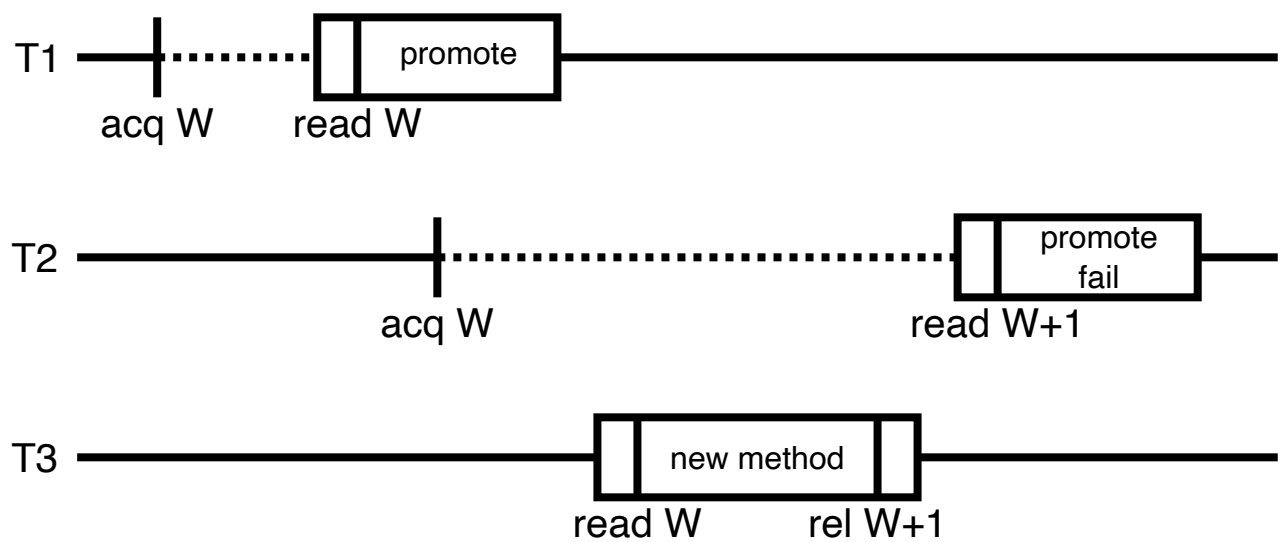 T1
promote
acq W
read W
T2
promote
fail
acq W
read W+1
T3
new method
read W
rel W+1